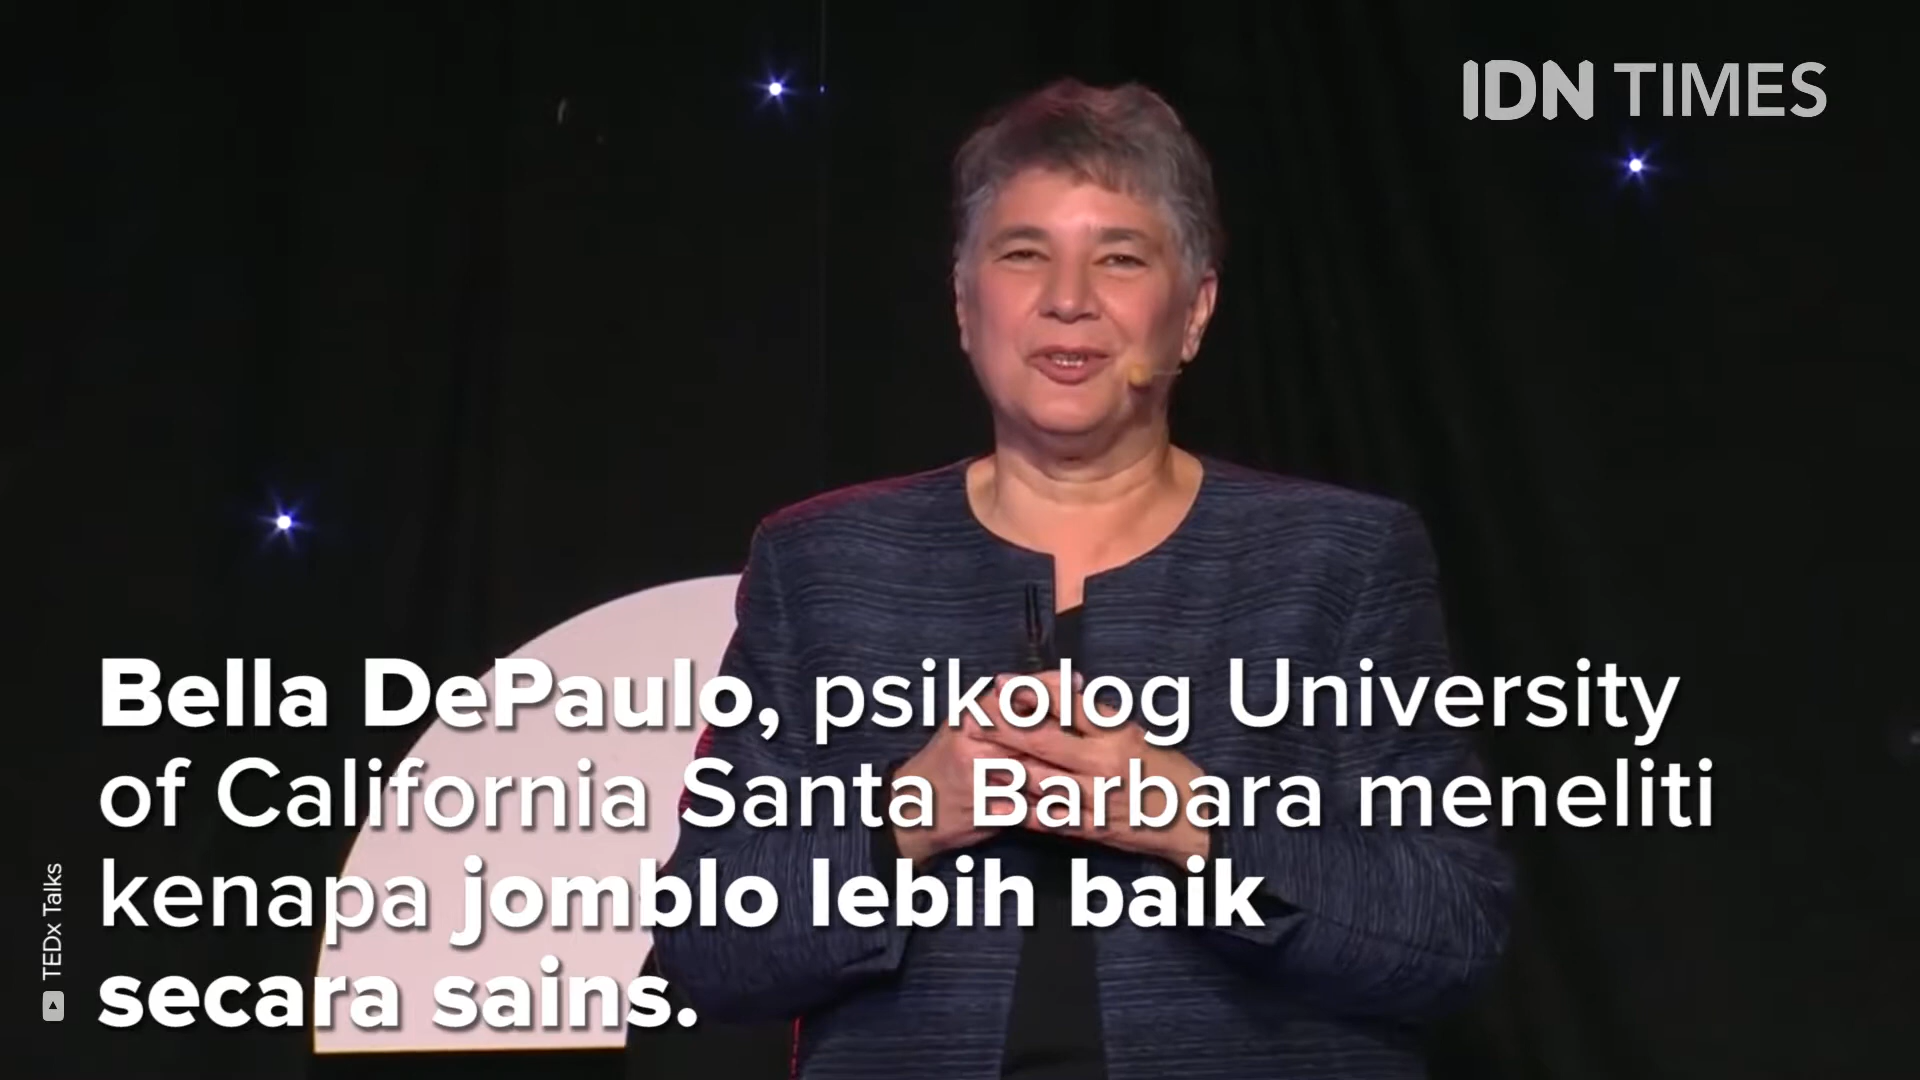 IDN TIMES
Bella DePaulo, psikolog University
of California Santa Barbara meneliti
kenapa jomblo lebih baik
secara sains.
TEDx Talks